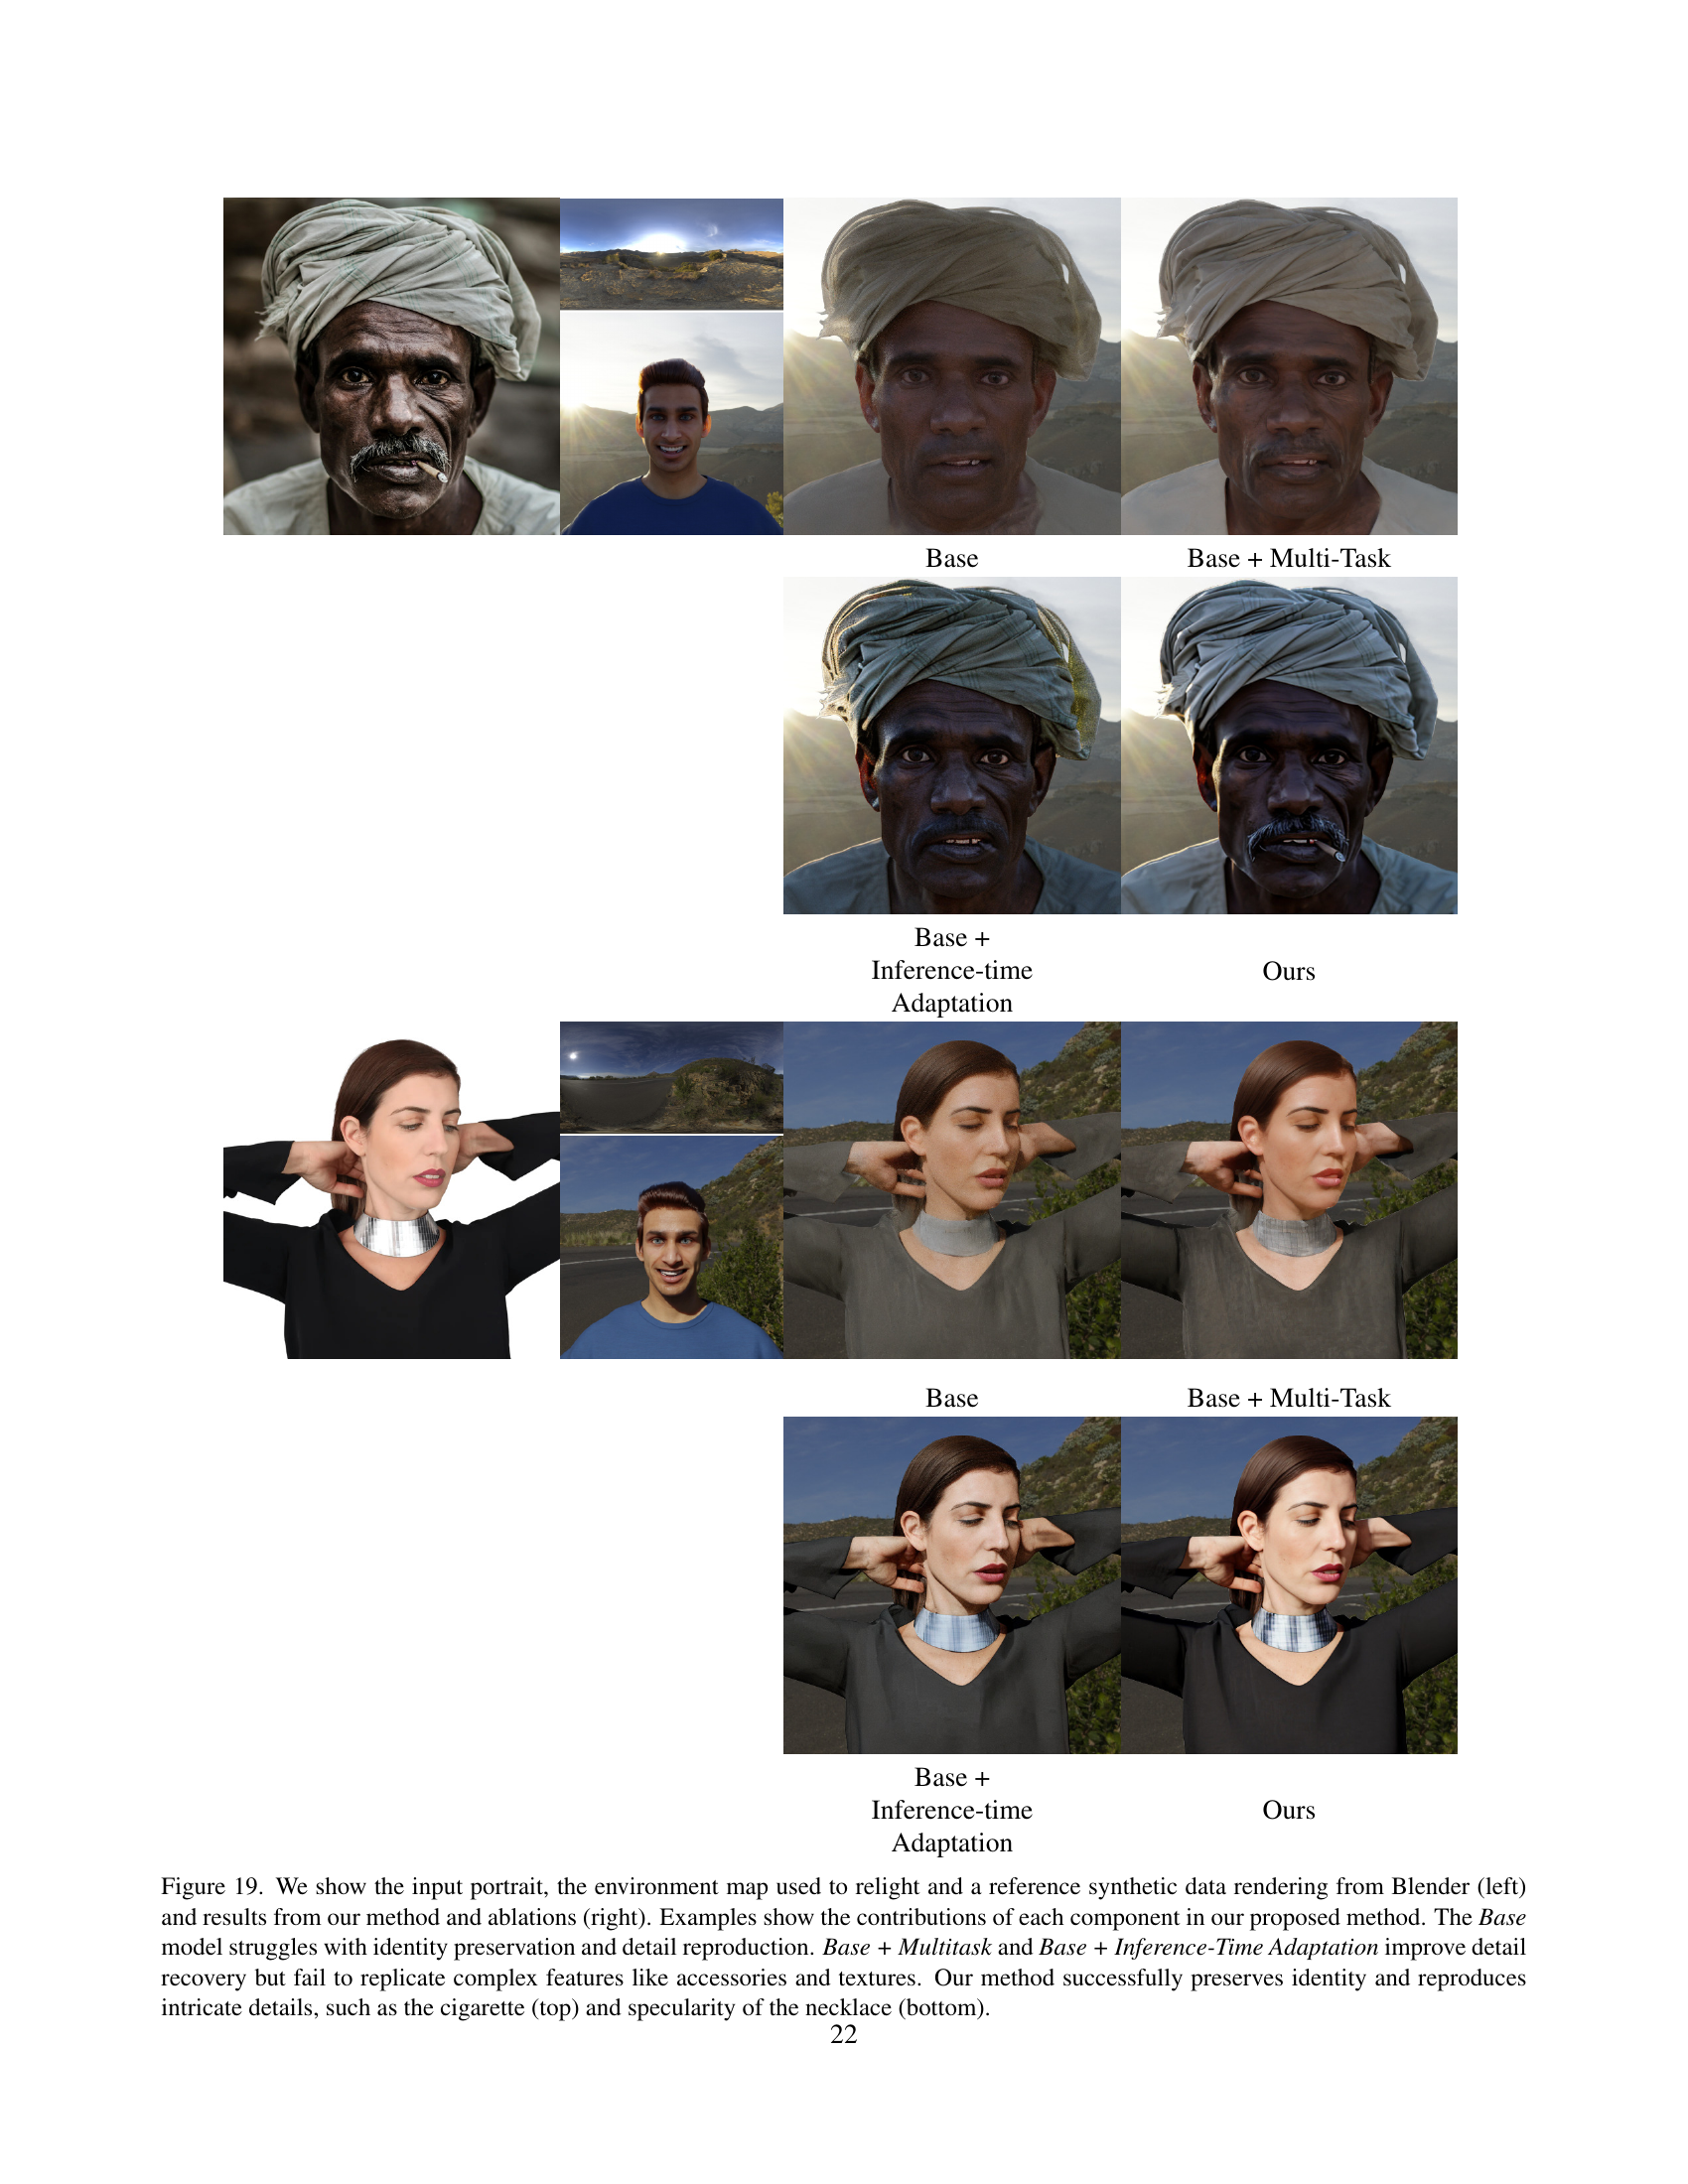 Base
Base + Multi-Task
Base +
Inference-time
Adaptation
Ours
Base
Base + Multi-Task
Base +
Inference-time
Adaptation
Ours
Figure 19. We show the input portrait, the environment map used to relight and a reference synthetic data rendering from Blender (left)
and results from our method and ablations (right). Examples show the contributions of each component in our proposed method. The Base
model struggles with identity preservation and detail reproduction. Base + Multitask and Base + Inference-Time Adaptation improve detail
recovery but fail to replicate complex features like accessories and textures. Our method successfully preserves identity and reproduces
intricate details, such as the cigarette (top) and specularity of the necklace (bottom).
22